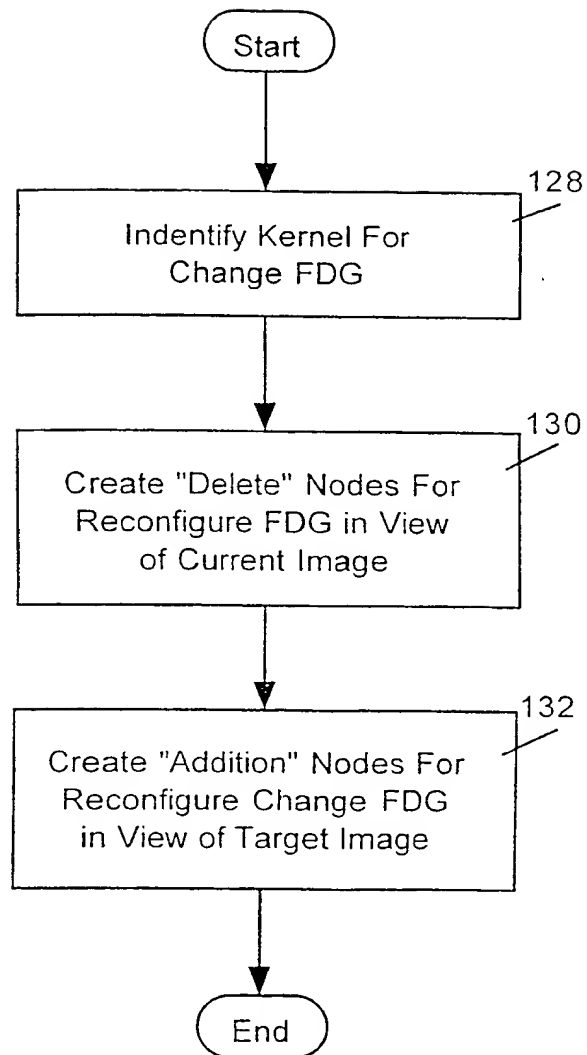 Start
128
Indentify Kernel For
Change FDG
130
Create "Delete" Nodes For
Reconfigure FDG in View
of Current Image
132
Create "Addition" Nodes For
Reconfigure Change FDG
in View of Target Image
End